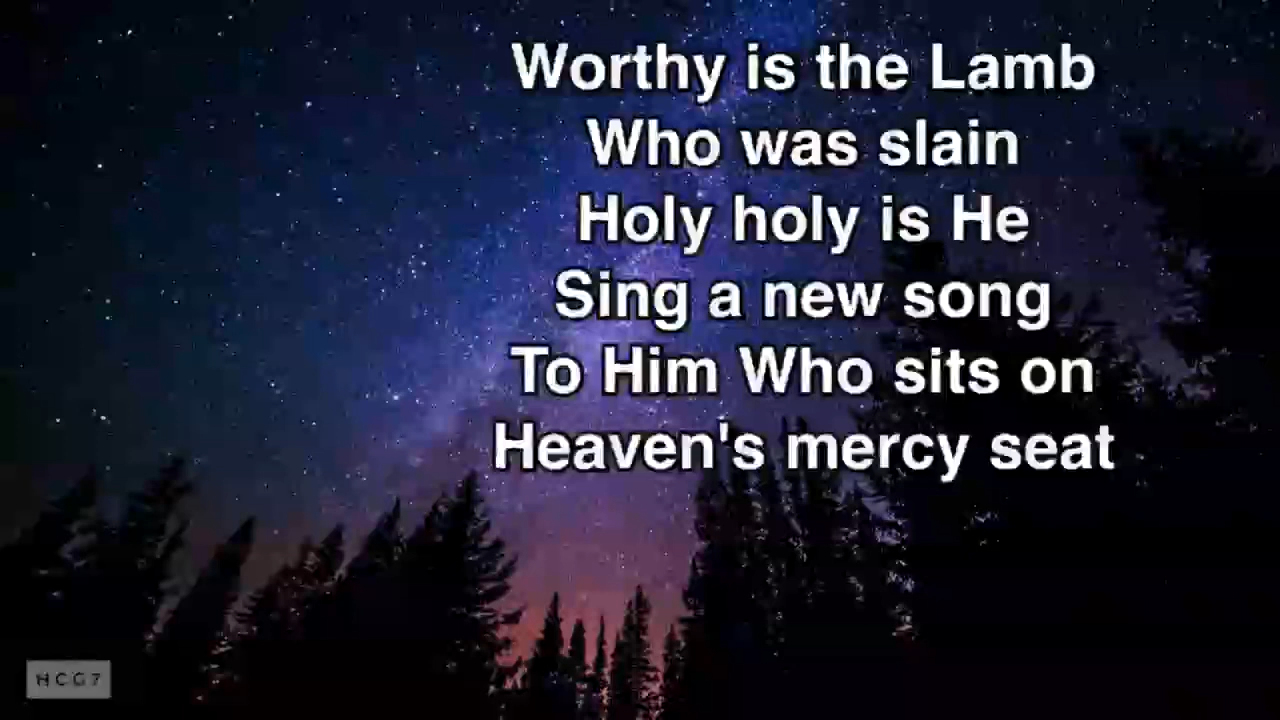 Worthy is the Lamb
Who was slain
Holy holy is He
Sing a new song
To Him Who sits on
Heaven's mercy seat
HCG7